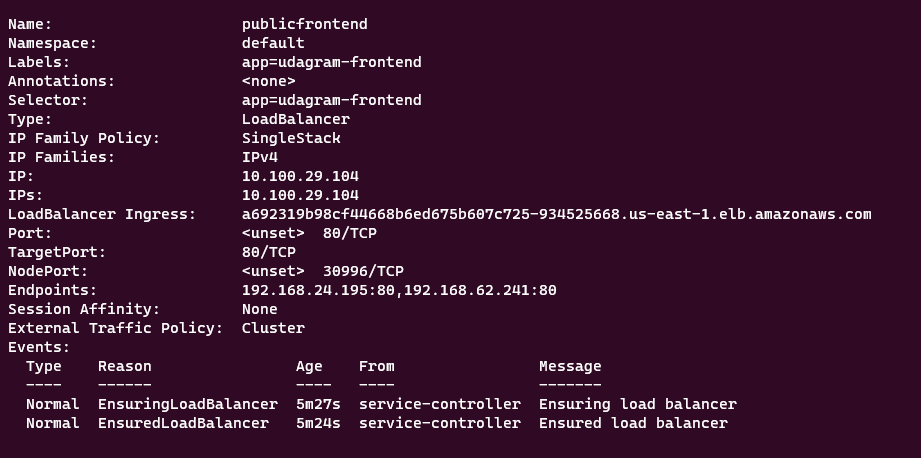 Name:                     publicfrontend
Namespace:                default
Labels:                   app=udagram-frontend
Annotations:              <none>
Selector:                 app=udagram-frontend
Type:                     LoadBalancer
IP Family Policy:         SingleStack
IP Families:              IPv4
IP:                       10.100.29.104
IPs:                      10.100.29.104
LoadBalancer Ingress:     a692319b98cf44668b6ed675b607c725-934525668.us-east-1.elb.amazonaws.com
Port:                     <unset>  80/TCP
TargetPort:               80/TCP
NodePort:                 <unset>  30996/TCP
Endpoints:                192.168.24.195:80,192.168.62.241:80
Session Affinity:         None
External Traffic Policy:  Cluster
Events:
  Type    Reason                Age    From                Message
  ----    ------                ----   ----                -------
  Normal  EnsuringLoadBalancer  5m27s  service-controller  Ensuring load balancer
  Normal  EnsuredLoadBalancer   5m24s  service-controller  Ensured load balancer